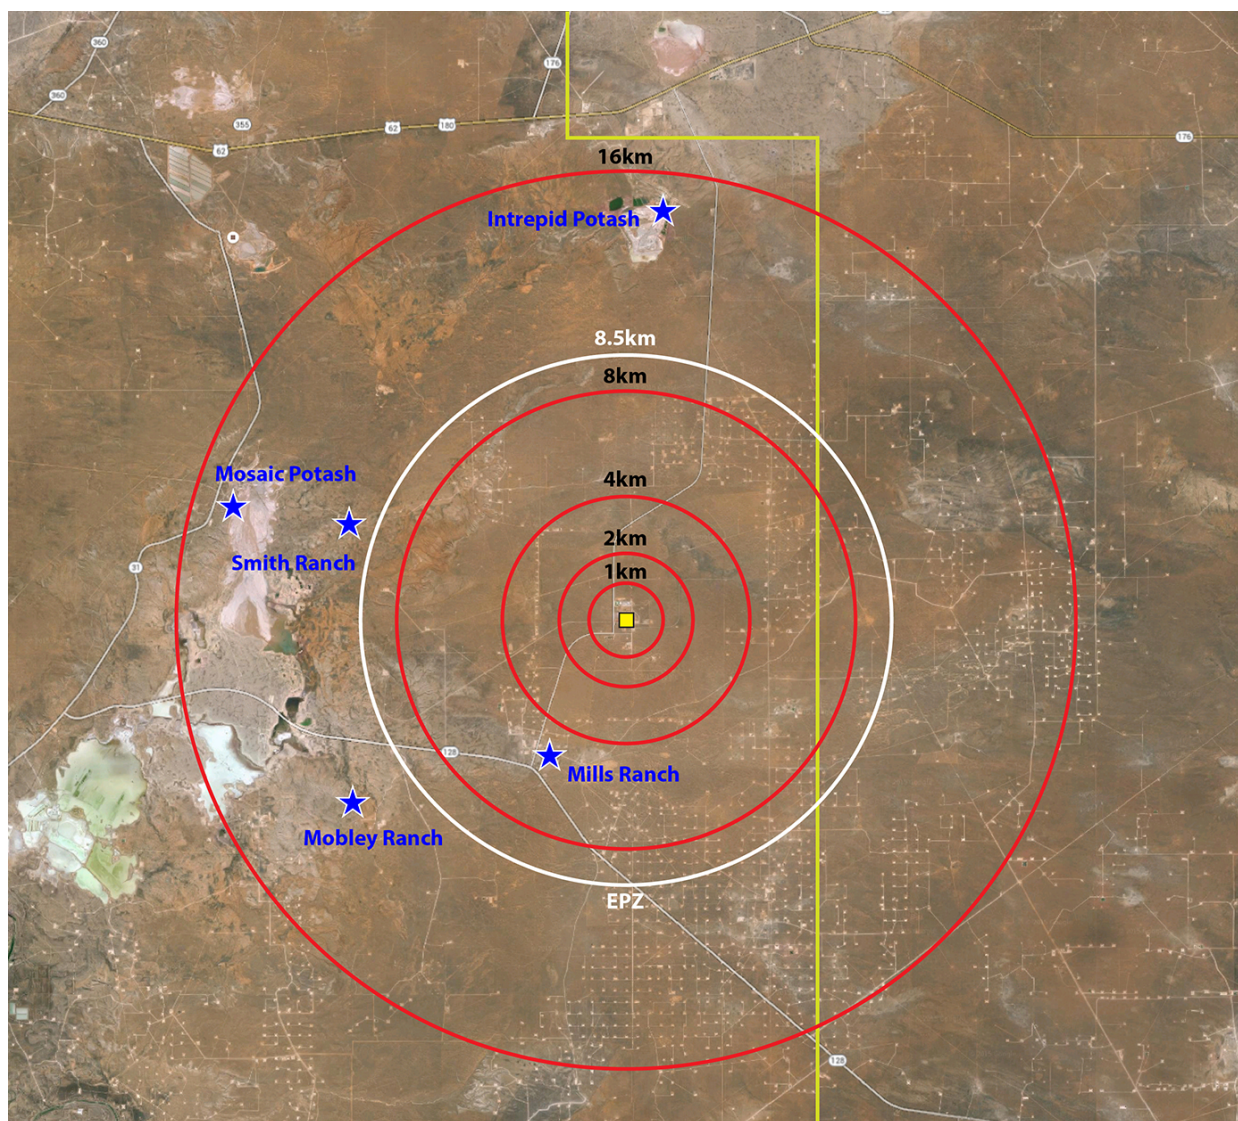 360
176
360
355
62
180
62
176
16km
Intrepid Potash
8.5km
8km
Mosaic Potash
4km
2km
Smith Ranch
31
1km
128
Mills Ranch
Mobley Ranch
EPZ
128